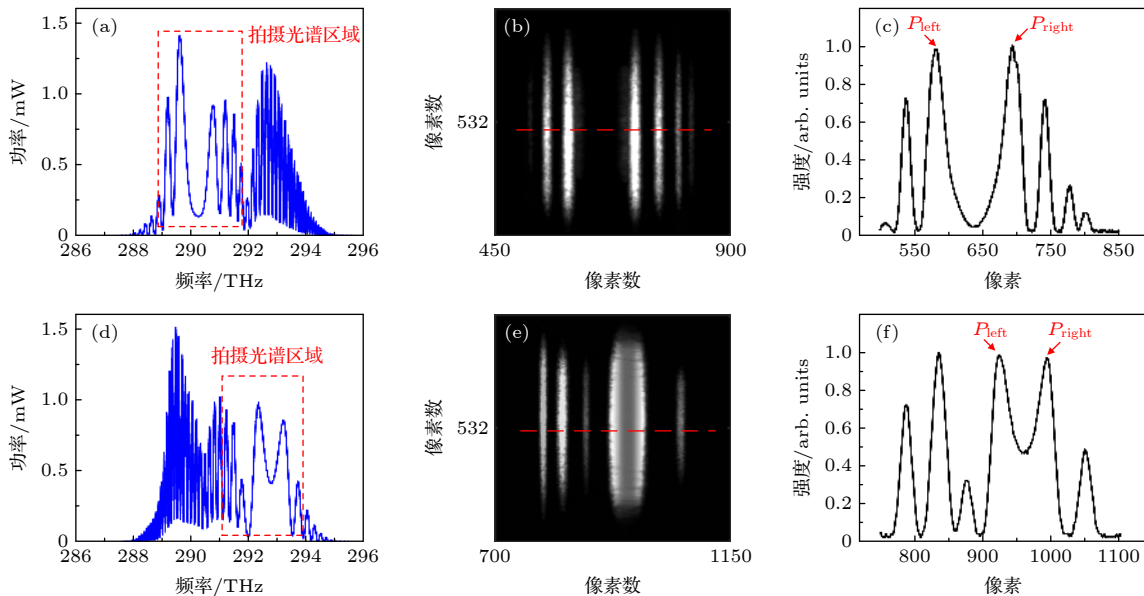 (a)
拍摄光谱区域
功率/mW
1.5
1.0
0.5
0
286 288 290 292 294 296
频率/THz
(b)
像素数
532
450 900
像素数
(c)
P_left
P_right
强度/arb. units
1.0
0.8
0.6
0.4
0.2
0
550 650 750 850
像素
(d)
拍摄光谱区域
功率/mW
1.5
1.0
0.5
0
286 288 290 292 294 296
频率/THz
(e)
像素数
532
700 1150
像素数
(f)
P_left
P_right
强度/arb. units
1.0
0.8
0.6
0.4
0.2
0
800 900 1000 1100
像素